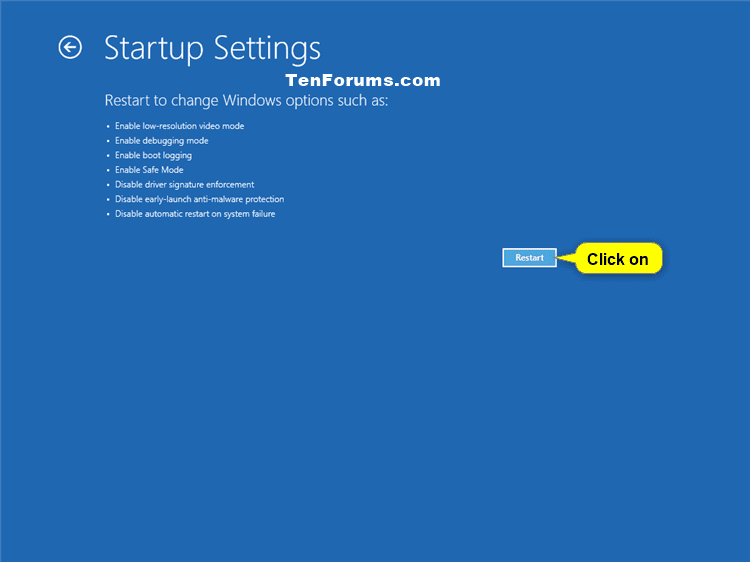 Startup Settings
TenForums.com
Restart to change Windows options such as:
• Enable low-resolution video mode
• Enable debugging mode
• Enable boot logging
• Enable Safe Mode
• Disable driver signature enforcement
• Disable early-launch anti-malware protection
• Disable automatic restart on system failure
Restart
Click on